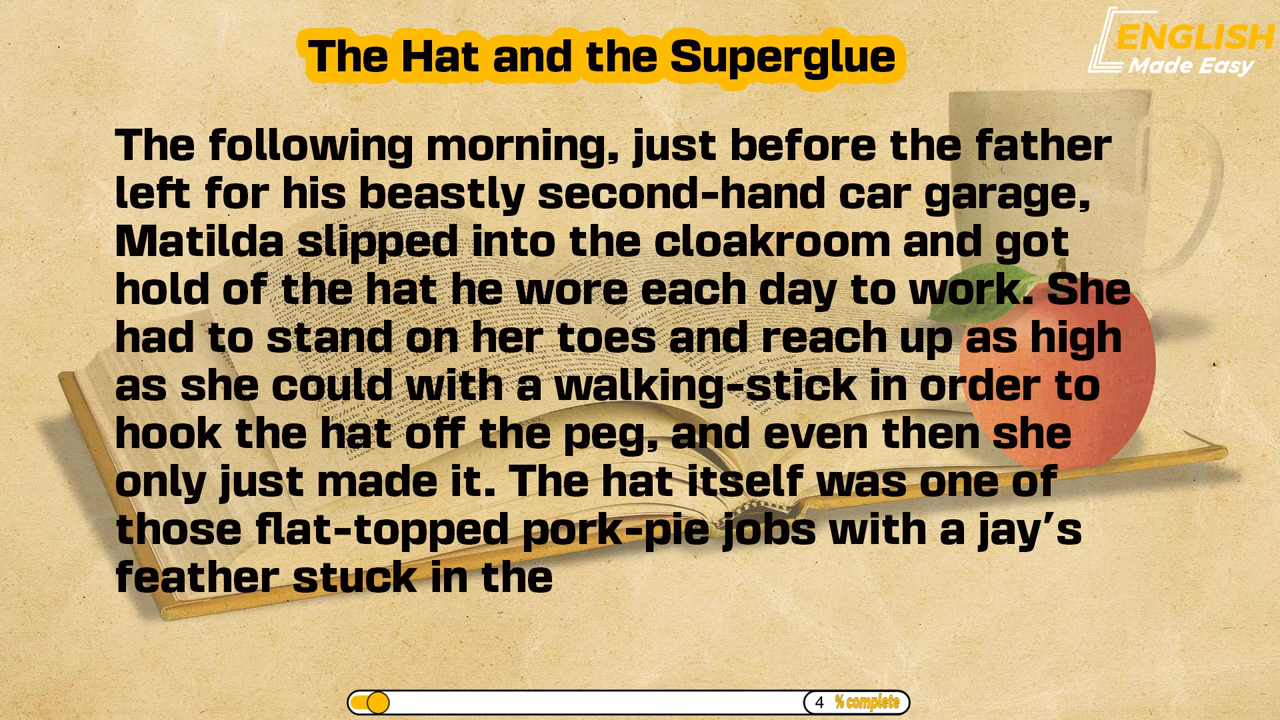 The Hat and the Superglue
ENGLISH
Made Easy
The following morning, just before the father
left for his beastly second-hand car garage,
Matilda slipped into the cloakroom and got
hold of the hat he wore each day to work. She
had to stand on her toes and reach up as high
as she could with a walking-stick in order to
hook the hat off the peg, and even then she
only just made it. The hat itself was one of
those flat-topped pork-pie jobs with a jay’s
feather stuck in the
4 % complete